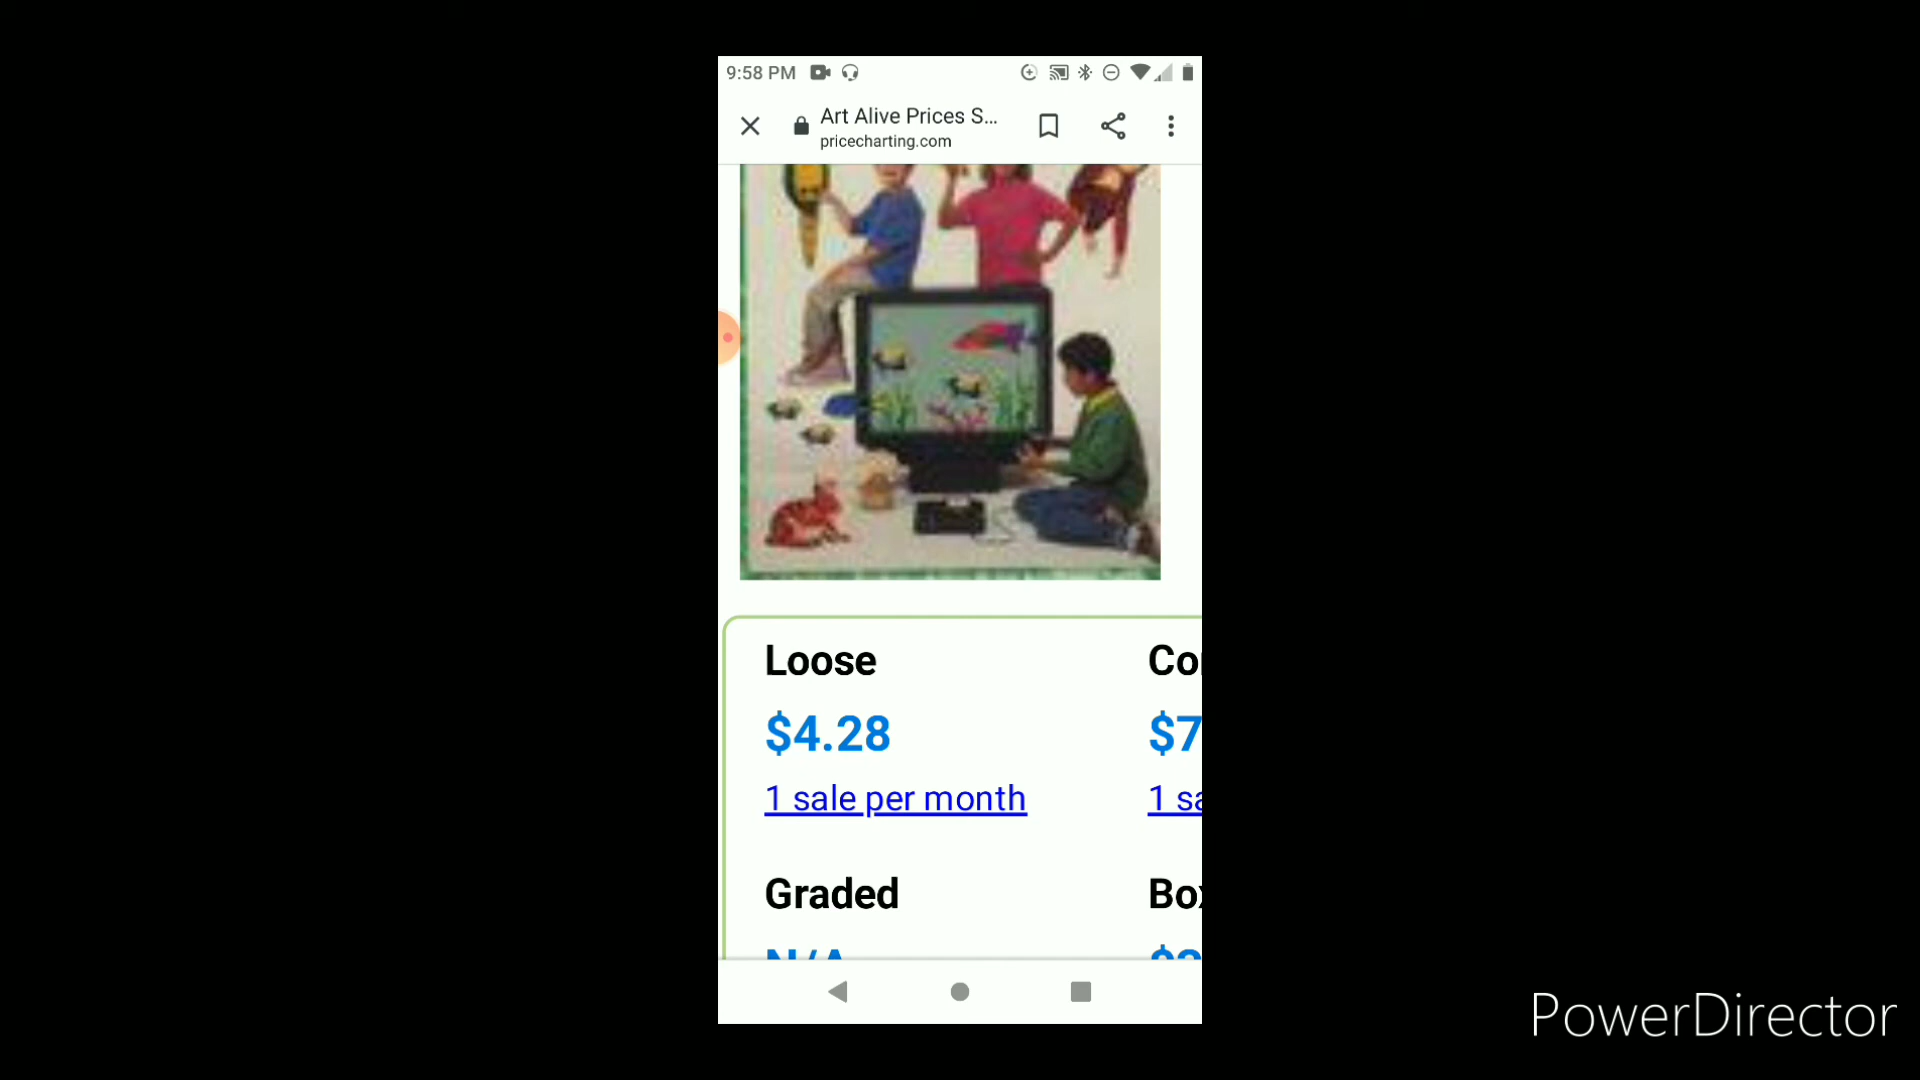 9:58 PM
Art Alive Prices S...
pricecharting.com
Loose
$4.28
1 sale per month
Graded
N/A
PowerDirector